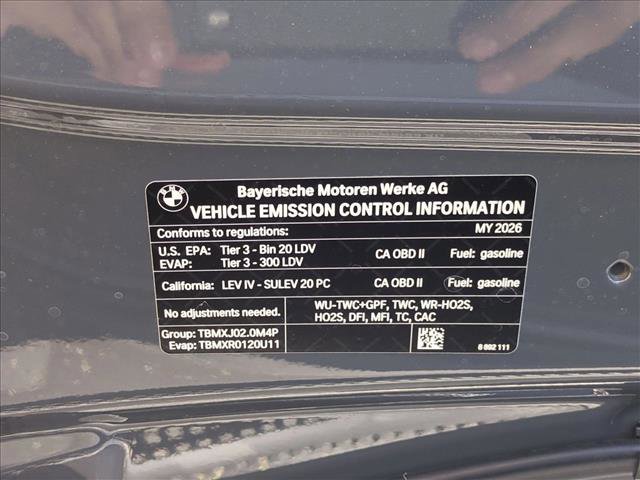 BMW
Bayerische Motoren Werke AG
VEHICLE EMISSION CONTROL INFORMATION
Conforms to regulations: MY 2026
U.S. EPA: Tier 3 - Bin 20 LDV CA OBD II Fuel: gasoline
EVAP: Tier 3 - 300 LDV
California: LEV IV - SULEV 20 PC CA OBD II Fuel: gasoline
No adjustments needed. WU-TWC+GPF, TWC, WR-HO2S,
HO2S, DFI, MFI, TC, CAC
Group: TBMXJ02.0M4P
Evap: TBMXR0120U11
8 892 111